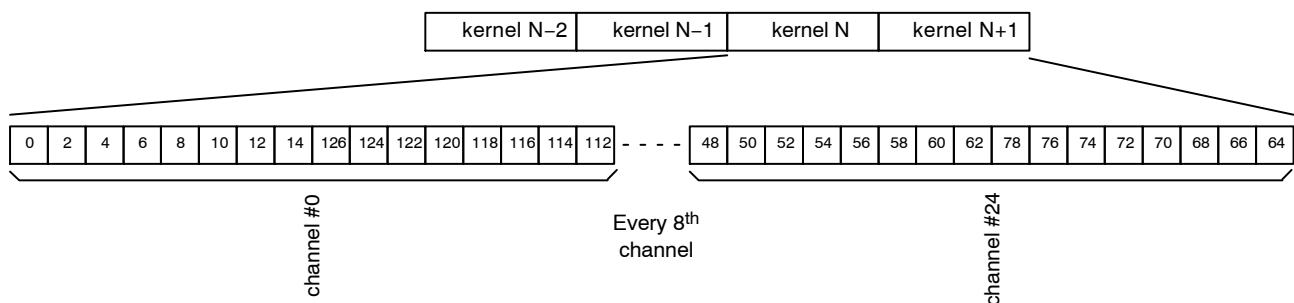 kernel N−2 kernel N−1 kernel N kernel N+1
0 2 4 6 8 10 12 14 126 124 122 120 118 116 114 112 - - - - 48 50 52 54 56 58 60 62 78 76 74 72 70 68 66 64
channel #0
Every 8th
channel
channel #24